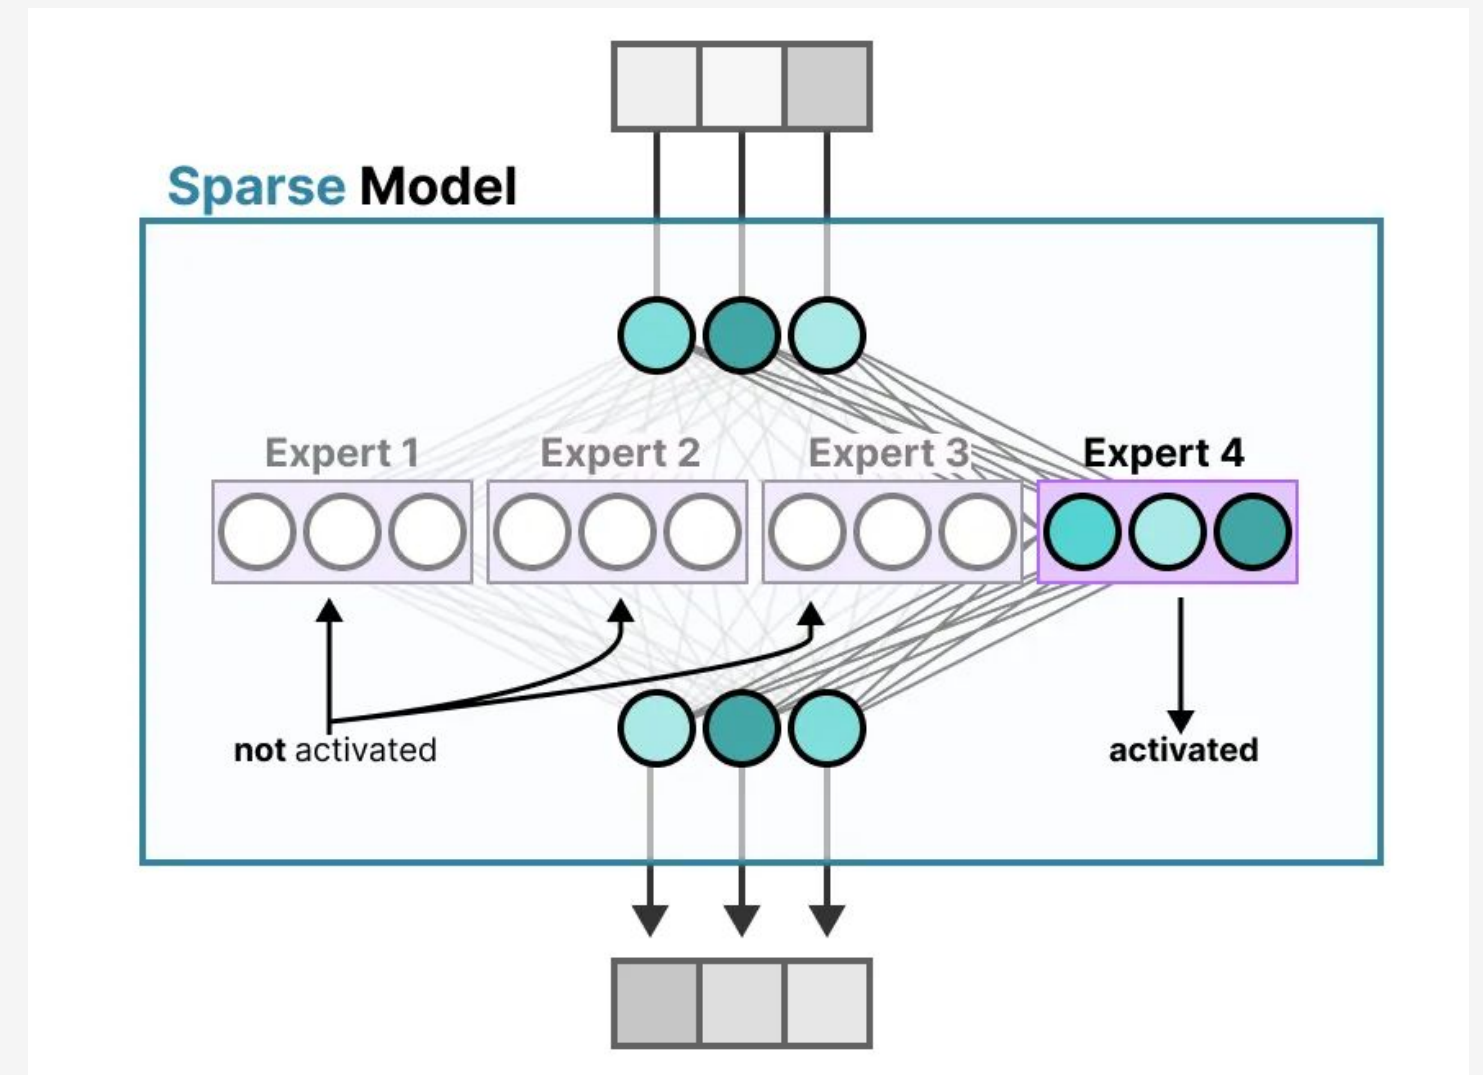 Sparse Model
Expert 1
Expert 2
Expert 3
Expert 4
not activated
activated